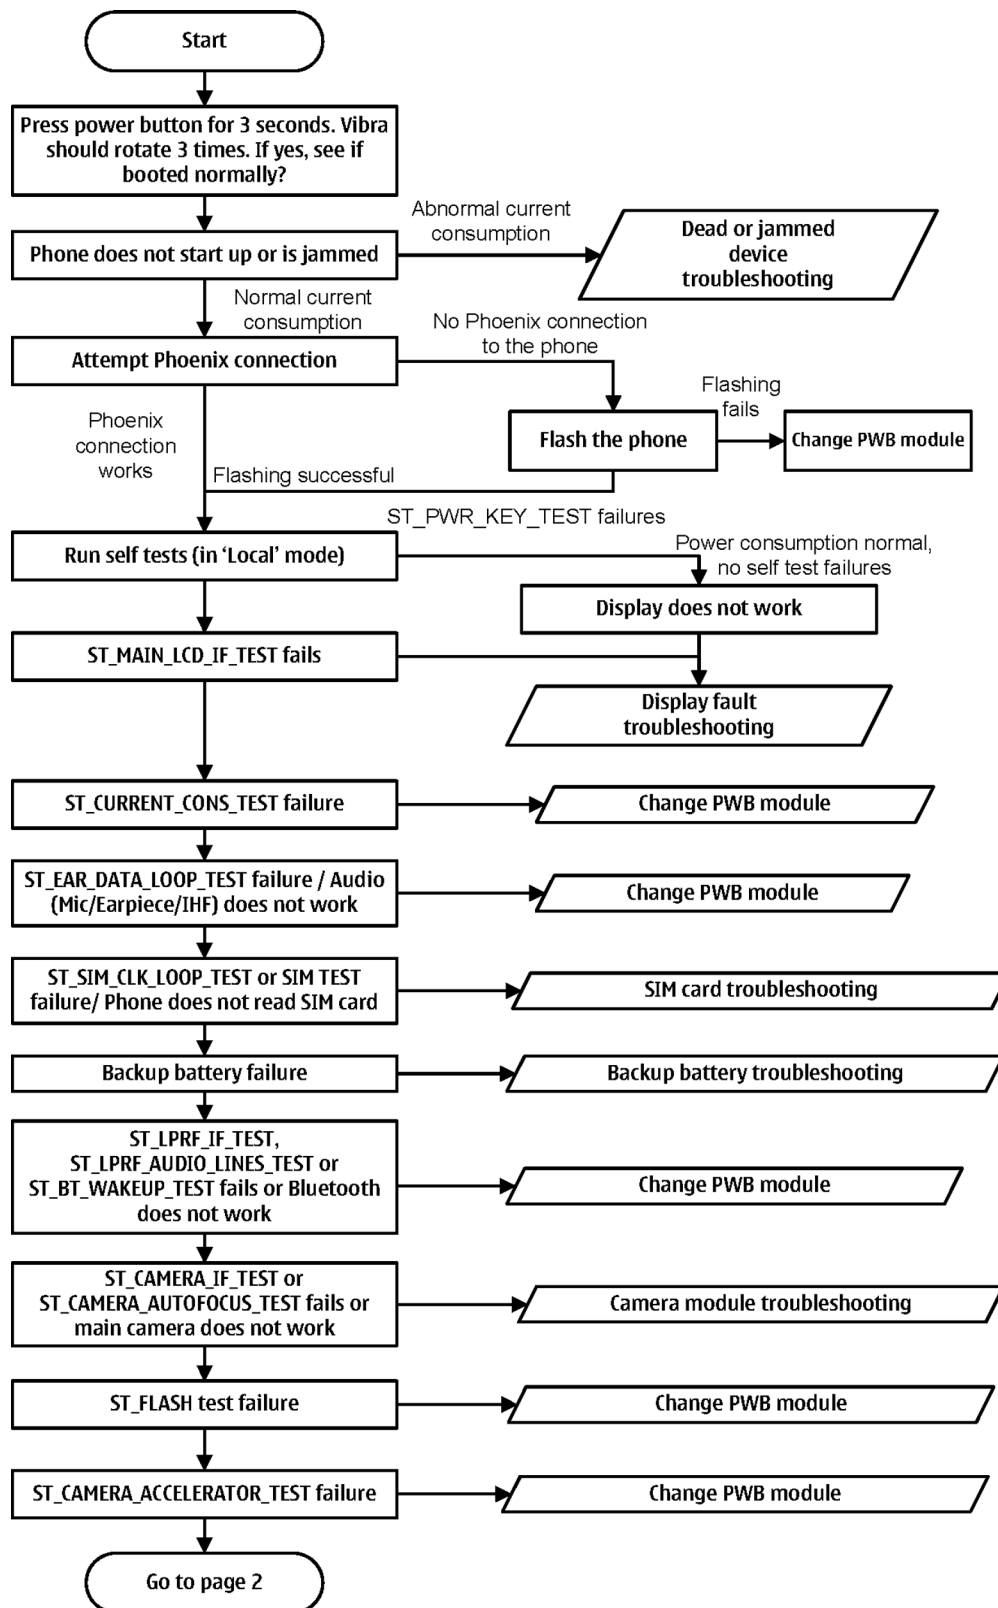 Start
Press power button for 3 seconds. Vibra
should rotate 3 times. If yes, see if
booted normally?
Abnormal current
consumption
Phone does not start up or is jammed
Dead or jammed
device
troubleshooting
Normal current
consumption
No Phoenix connection
to the phone
Attempt Phoenix connection
Flashing
fails
Phoenix
connection
works
Flash the phone
Change PWB module
Flashing successful
ST_PWR_KEY_TEST failures
Run self tests (in ‘Local’ mode)
Power consumption normal,
no self test failures
Display does not work
ST_MAIN_LCD_IF_TEST fails
Display fault
troubleshooting
ST_CURRENT_CONS_TEST failure
Change PWB module
ST_EAR_DATA_LOOP_TEST failure / Audio
(Mic/Earpiece/IHF) does not work
Change PWB module
ST_SIM_CLK_LOOP_TEST or SIM TEST
failure/ Phone does not read SIM card
SIM card troubleshooting
Backup battery failure
Backup battery troubleshooting
ST_LPRF_IF_TEST,
ST_LPRF_AUDIO_LINES_TEST or
ST_BT_WAKEUP_TEST fails or Bluetooth
does not work
Change PWB module
ST_CAMERA_IF_TEST or
ST_CAMERA_AUTOFOCUS_TEST fails or
main camera does not work
Camera module troubleshooting
ST_FLASH test failure
Change PWB module
ST_CAMERA_ACCELERATOR_TEST failure
Change PWB module
Go to page 2